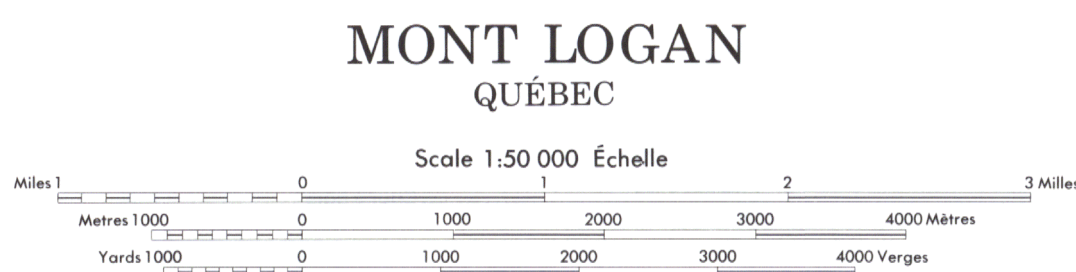 MONT LOGAN
QUÉBEC
Scale 1:50 000 Échelle
Miles 1 0 1 2 3 Milles
Metres 1000 0 1000 2000 3000 4000 Mètres
Yards 1000 0 1000 2000 3000 4000 Verges